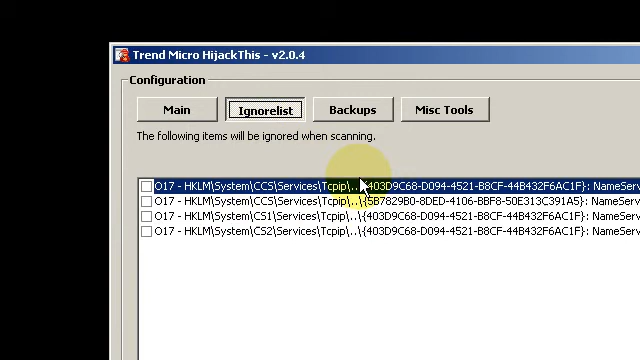 Trend Micro HijackThis - v2.0.4
Configuration
Main Ignorelist Backups Misc Tools
The following items will be ignored when scanning.
O17 - HKLM\System\CCS\Services\Tcpip\..\{403D9C68-D094-4521-B8CF-44B432F6AC1F}: NameServ
O17 - HKLM\System\CCS\Services\Tcpip\..\{5B7829B0-8DED-4106-BBF8-50E313C391A5}: NameServ
O17 - HKLM\System\CS1\Services\Tcpip\..\{403D9C68-D094-4521-B8CF-44B432F6AC1F}: NameServ
O17 - HKLM\System\CS2\Services\Tcpip\..\{403D9C68-D094-4521-B8CF-44B432F6AC1F}: NameServ